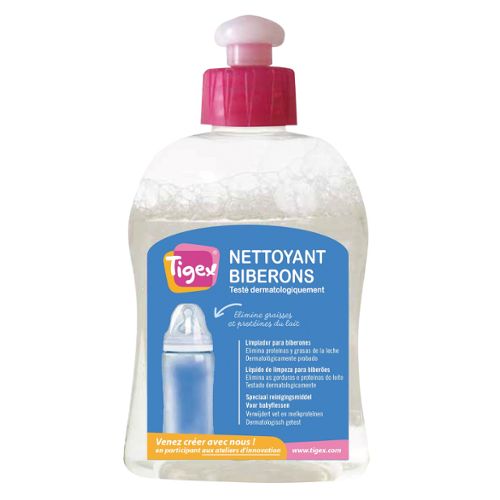 Tigex
NETTOYANT
BIBERONS
Testé dermatologiquement
Elimine graisses
et protéines du lait
Limpiador para biberones
Elimina proteínas y grasas de la leche
Dermatológicamente probado
Líquido de limpeza para biberões
Elimina as gorduras e proteínas do leite
Testado dermatologicamente
Speciaal reinigingsmiddel
Voor babyflessen
Verwijdert vet en melkproteinen
Dermatologisch getest
Venez créer avec nous !
en participant aux ateliers d'innovation
www.tigex.com